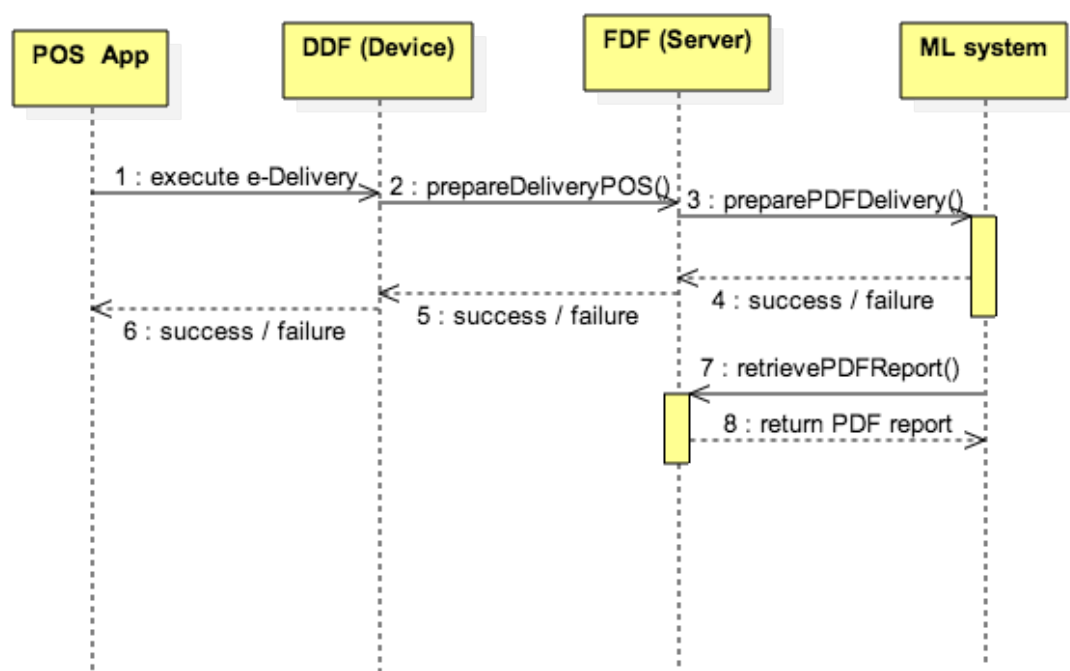 POS App
DDF (Device)
FDF (Server)
ML system
1 : execute e-Delivery
2 : prepareDeliveryPOS()
3 : preparePDFDelivery()
4 : success / failure
5 : success / failure
6 : success / failure
7 : retrievePDFReport()
8 : return PDF report